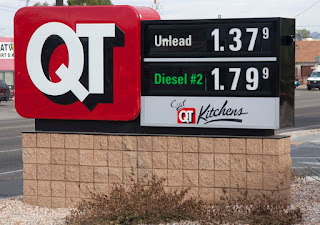 QT
Unlead 1.37 9
Diesel #2 1.79 9
QT Kitchens